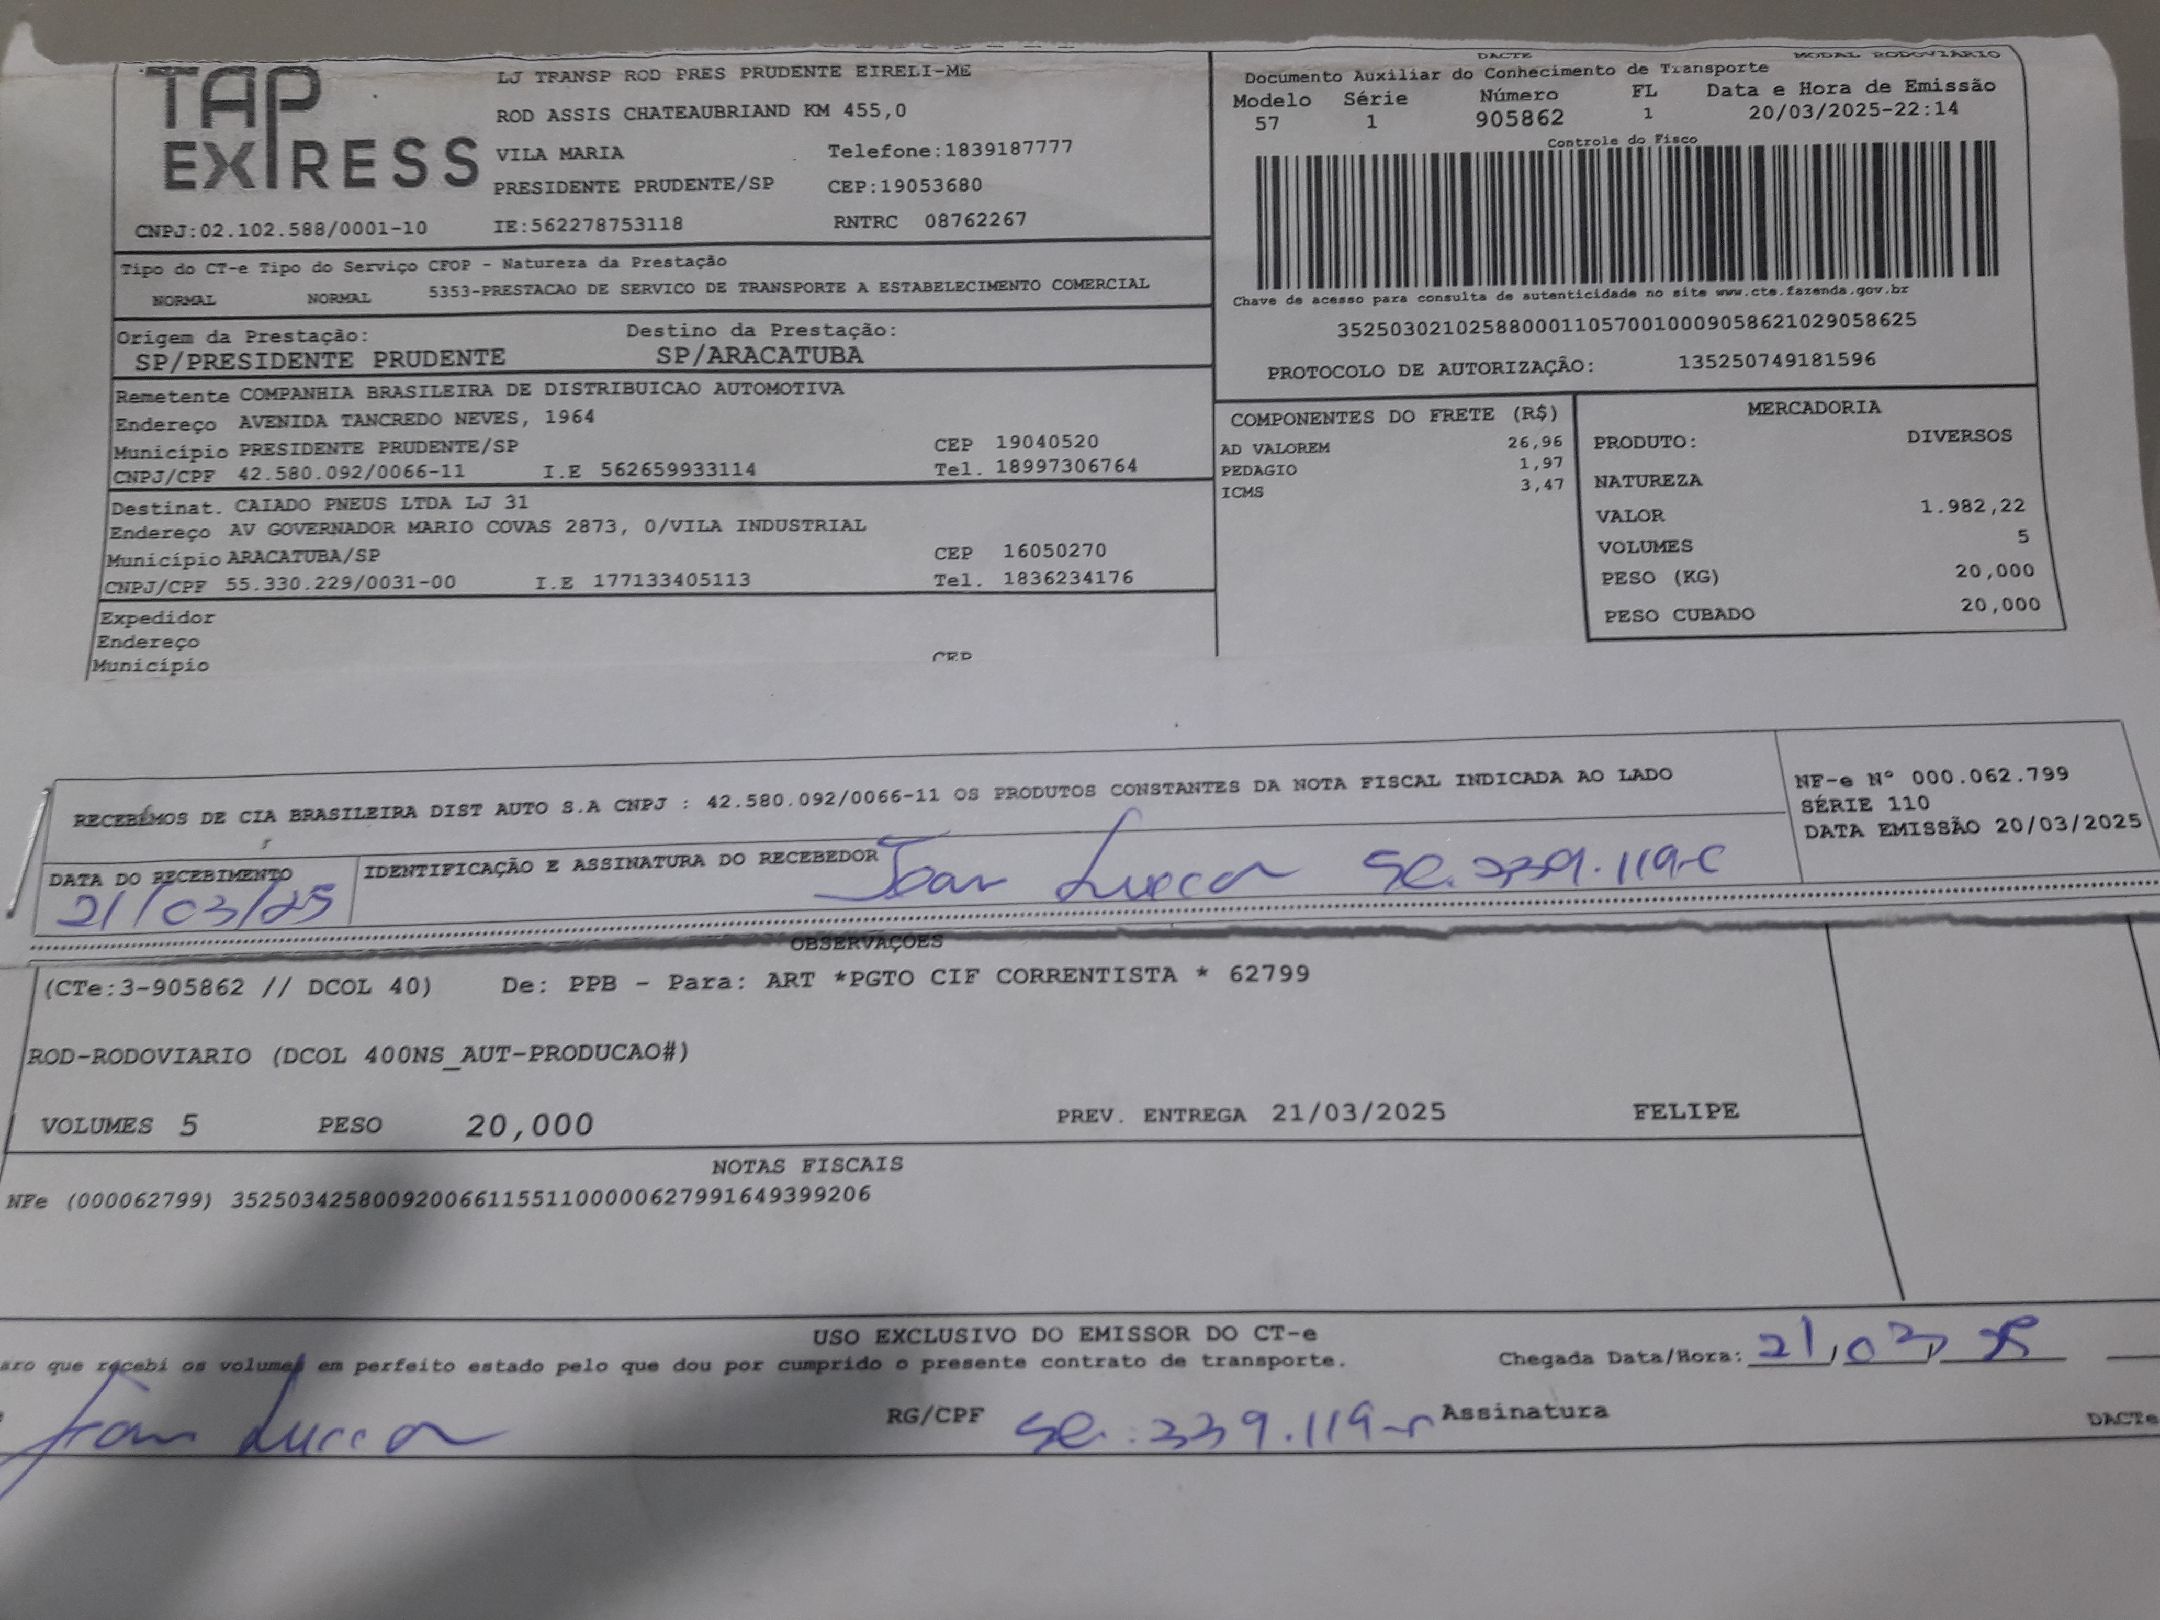 TAP EXPRESS
LJ TRANSP ROD PRES PRUDENTE EIRELI-ME
ROD ASSIS CHATEAUBRIAND KM 455,0
VILA MARIA Telefone:1839187777
PRESIDENTE PRUDENTE/SP CEP:19053680
CNPJ:02.102.588/0001-10 IE:562278753118 RNTRC 08762267
DACTE MODAL RODOVIARIO
Documento Auxiliar do Conhecimento de Transporte
Modelo Série Número FL Data e Hora de Emissão
57 1 905862 1 20/03/2025-22:14
Controle do Fisco
Chave de acesso para consulta de autenticidade no site www.cte.fazenda.gov.br
35250302102588000110570010009058621029058625
PROTOCOLO DE AUTORIZAÇÃO: 135250749181596
Tipo do CT-e Tipo do Serviço CFOP - Natureza da Prestação
NORMAL NORMAL 5353-PRESTACAO DE SERVICO DE TRANSPORTE A ESTABELECIMENTO COMERCIAL
Origem da Prestação: Destino da Prestação:
SP/PRESIDENTE PRUDENTE SP/ARACATUBA
Remetente COMPANHIA BRASILEIRA DE DISTRIBUICAO AUTOMOTIVA
Endereço AVENIDA TANCREDO NEVES, 1964
Município PRESIDENTE PRUDENTE/SP CEP 19040520
CNPJ/CPF 42.580.092/0066-11 I.E 562659933114 Tel. 18997306764
Destinat. CAIADO PNEUS LTDA LJ 31
Endereço AV GOVERNADOR MARIO COVAS 2873, 0/VILA INDUSTRIAL
Município ARACATUBA/SP CEP 16050270
CNPJ/CPF 55.330.229/0031-00 I.E 177133405113 Tel. 1836234176
Expedidor
Endereço
Município CEP
COMPONENTES DO FRETE (R$)
AD VALOREM 26,96
PEDAGIO 1,97
ICMS 3,47
MERCADORIA
PRODUTO: DIVERSOS
NATUREZA
VALOR 1.982,22
VOLUMES 5
PESO (KG) 20,000
PESO CUBADO 20,000
RECEBEMOS DE CIA BRASILEIRA DIST AUTO S.A CNPJ : 42.580.092/0066-11 OS PRODUTOS CONSTANTES DA NOTA FISCAL INDICADA AO LADO
NF-e Nº 000.062.799
SÉRIE 110
DATA EMISSÃO 20/03/2025
DATA DO RECEBIMENTO IDENTIFICAÇÃO E ASSINATURA DO RECEBEDOR
21/03/25
OBSERVAÇÕES
(CTe:3-905862 // DCOL 40) De: PPB - Para: ART *PGTO CIF CORRENTISTA * 62799
ROD-RODOVIARIO (DCOL 400NS_AUT-PRODUCAO#)
VOLUMES 5 PESO 20,000 PREV. ENTREGA 21/03/2025 FELIPE
NOTAS FISCAIS
NFe (000062799) 35250342580092006611551100000627991649399206
USO EXCLUSIVO DO EMISSOR DO CT-e
aro que recebi os volumes em perfeito estado pelo que dou por cumprido o presente contrato de transporte. Chegada Data/Hora: 21, 03, 25
RG/CPF Assinatura DACTe